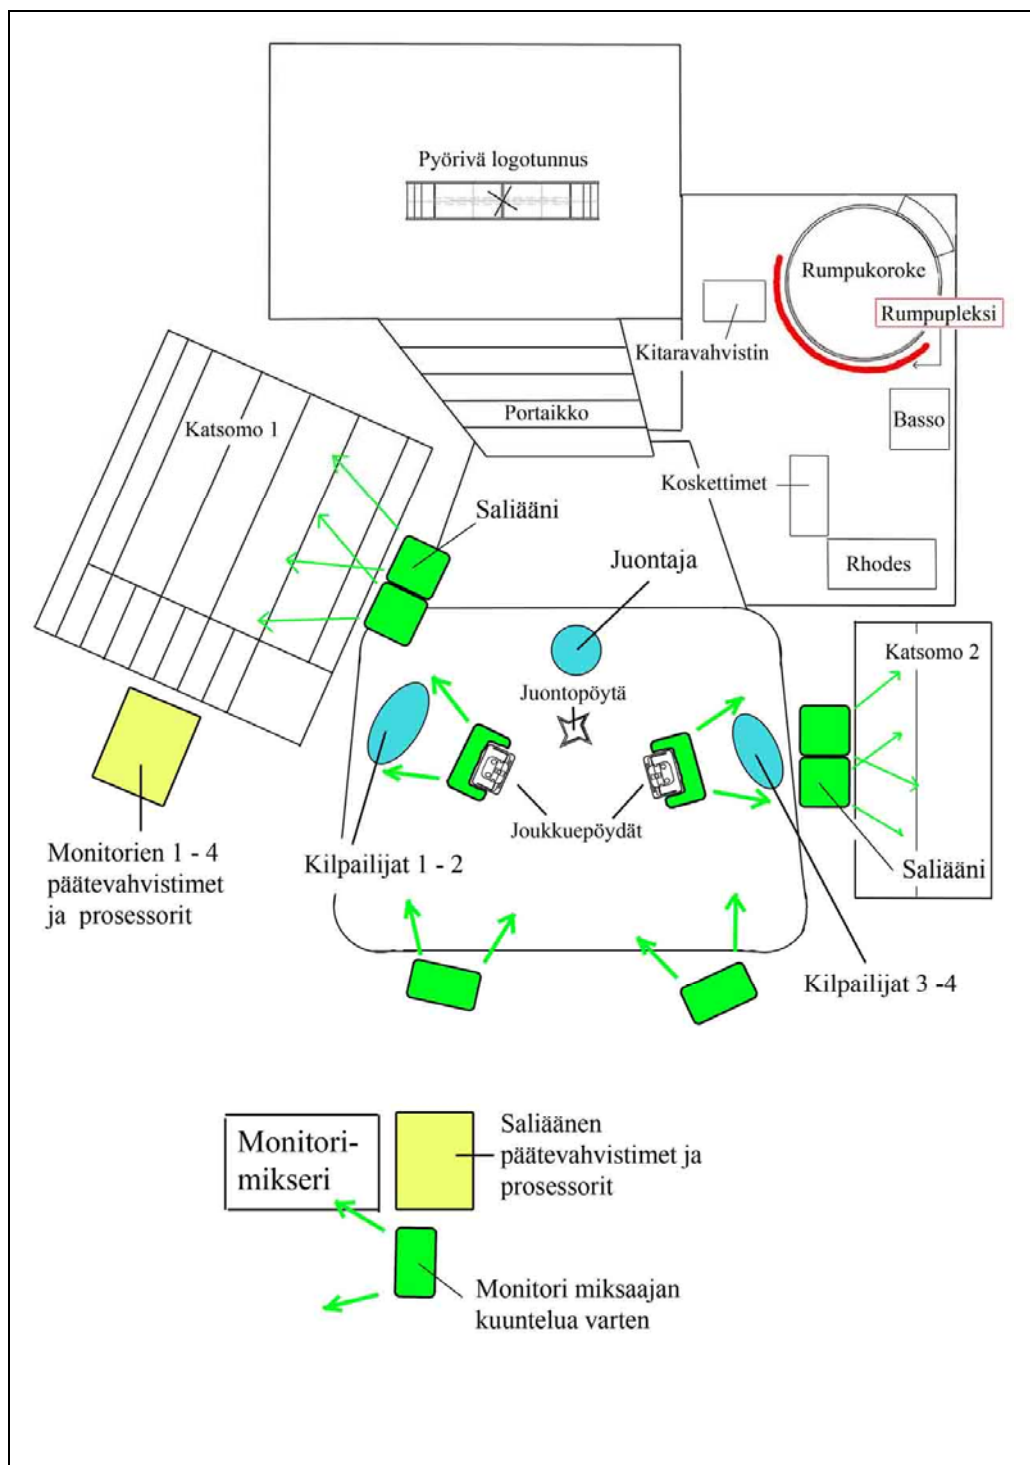 Pyörivä logotunnus
Rumpukoroke
Rumpupleksi
Kitaravahvistin
Portaikko
Basso
Katsomo 1
Koskettimet
Saliääni
Juontaja
Rhodes
Katsomo 2
Juontopöytä
Joukkuepöydät
Monitorien 1 - 4
päätevahvistimet
ja prosessorit
Kilpailijat 1 - 2
Saliääni
Kilpailijat 3 -4
Monitori-
mikseri
Saliäänen
päätevahvistimet ja
prosessorit
Monitori miksaajan
kuuntelua varten